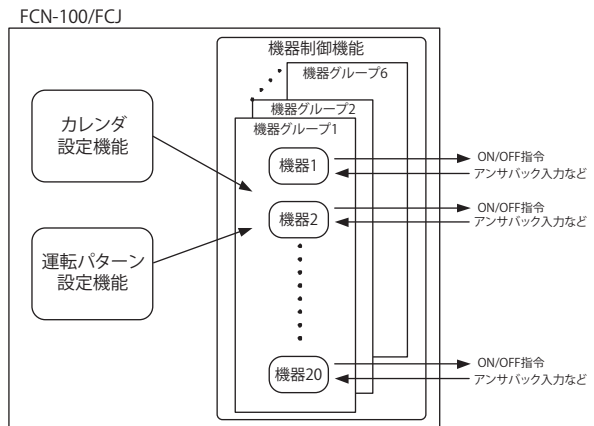 FCN-100/FCJ
機器制御機能
機器グループ6
機器グループ2
機器グループ1
カレンダ
設定機能
運転パターン
設定機能
機器1
ON/OFF指令
アンサバック入力など
機器2
ON/OFF指令
アンサバック入力など
機器20
ON/OFF指令
アンサバック入力など